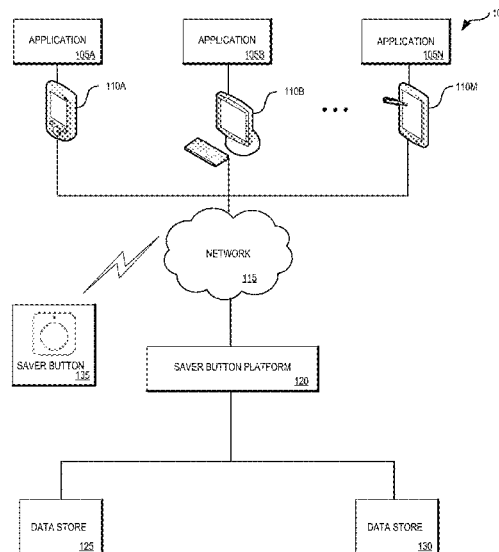 APPLICATION
105A
APPLICATION
105B
APPLICATION
105N
110A
110B
110M
NETWORK
115
SAVER BUTTON
135
SAVER BUTTON PLATFORM
120
DATA STORE
125
DATA STORE
130